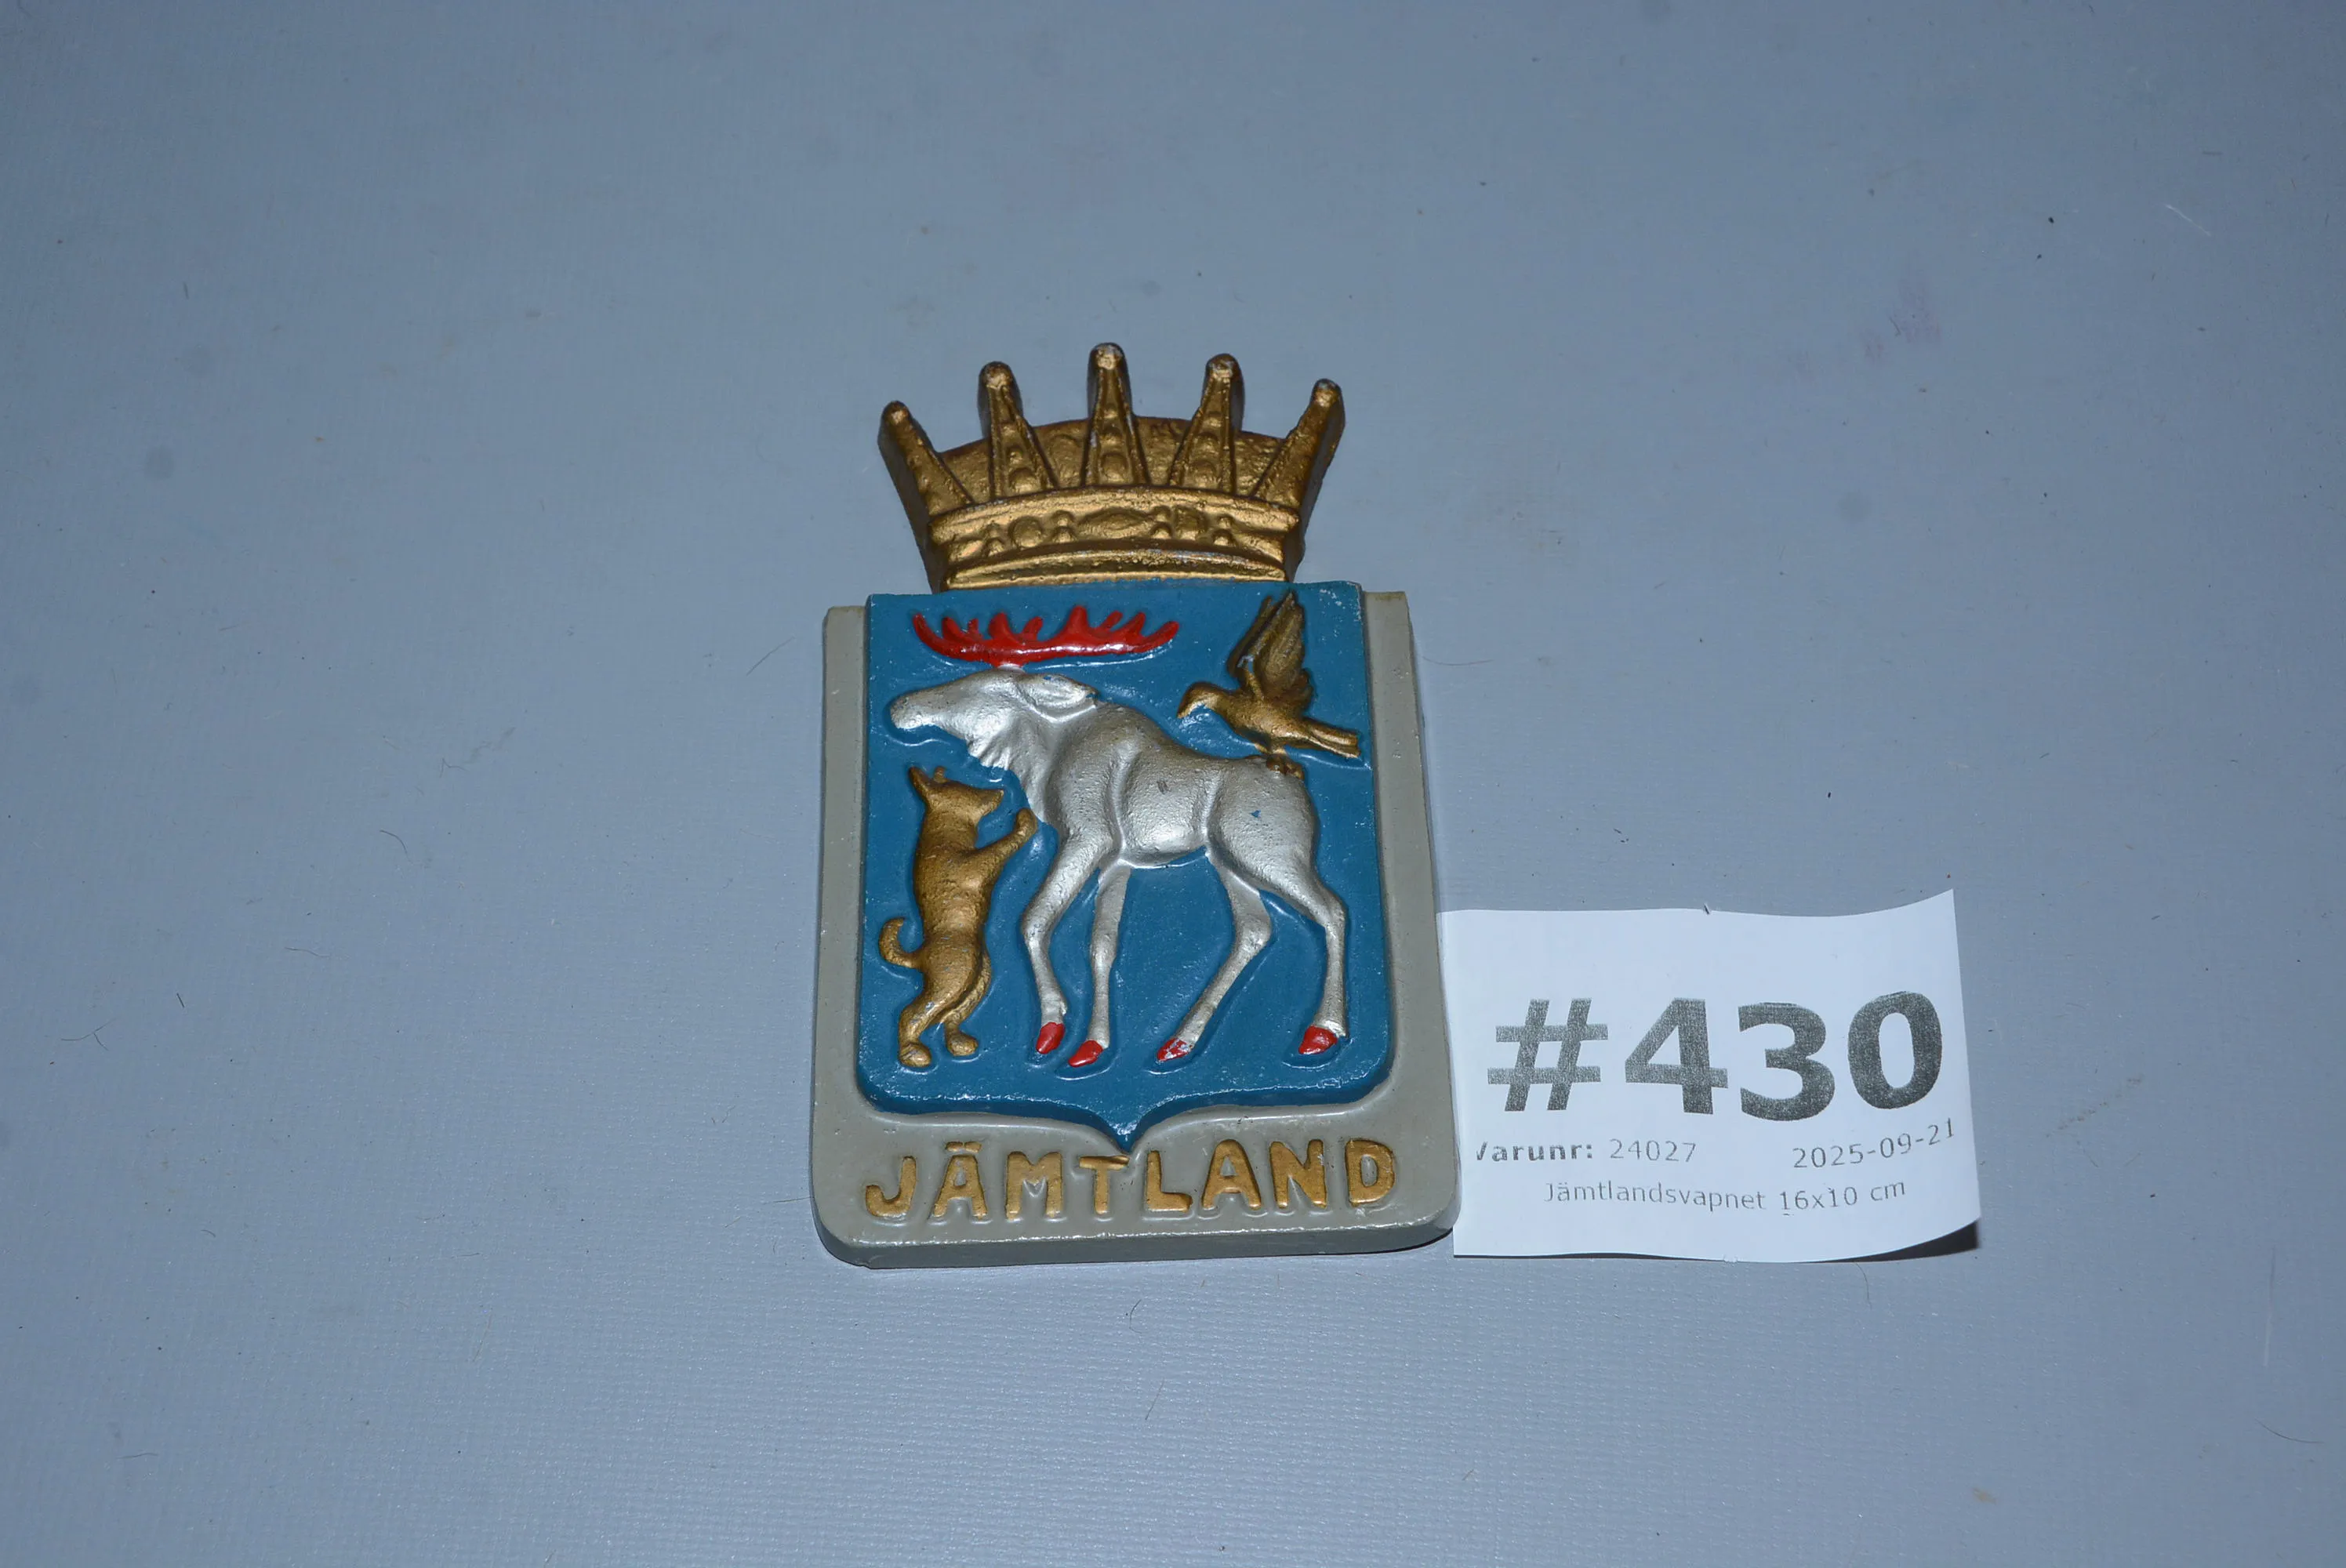 JÄMTLAND
#430
Varunr: 24027 2025-09-21
Jämtlandsvapnet 16x10 cm